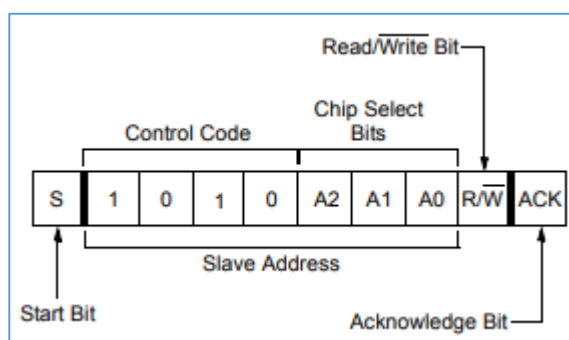 Read/Write Bit
Control Code
Chip Select
Bits
S 1 0 1 0 A2 A1 A0 R/W ACK
Slave Address
Start Bit
Acknowledge Bit